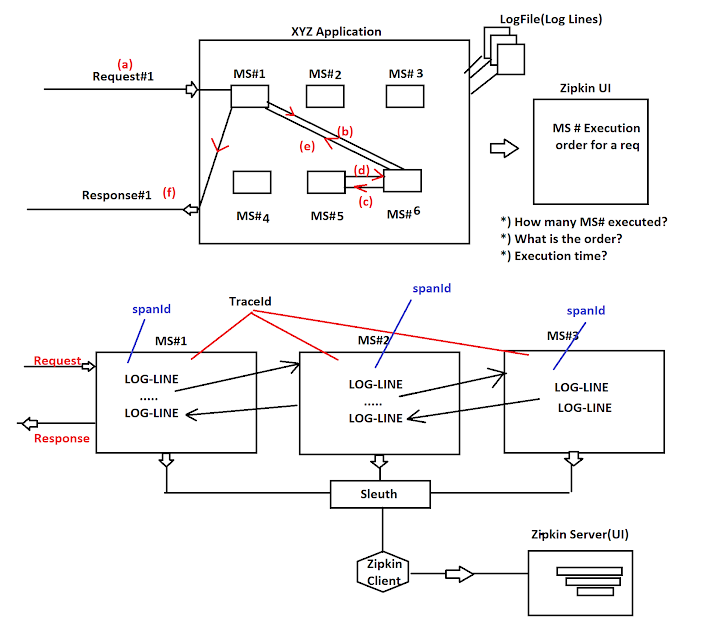 XYZ Application
LogFile(Log Lines)
(a)
Request#1
MS#1
MS#2
MS#3
Zipkin UI
MS # Execution
order for a req
(b)
(e)
(d)
(c)
Response#1
(f)
MS#4
MS#5
MS#6
*) How many MS# executed?
*) What is the order?
*) Execution time?
spanId
TraceId
spanId
spanId
MS#1
MS#2
MS#3
Request
LOG-LINE
.....
LOG-LINE
LOG-LINE
.....
LOG-LINE
LOG-LINE
LOG-LINE
Response
Sleuth
Zipkin Server(UI)
Zipkin
Client